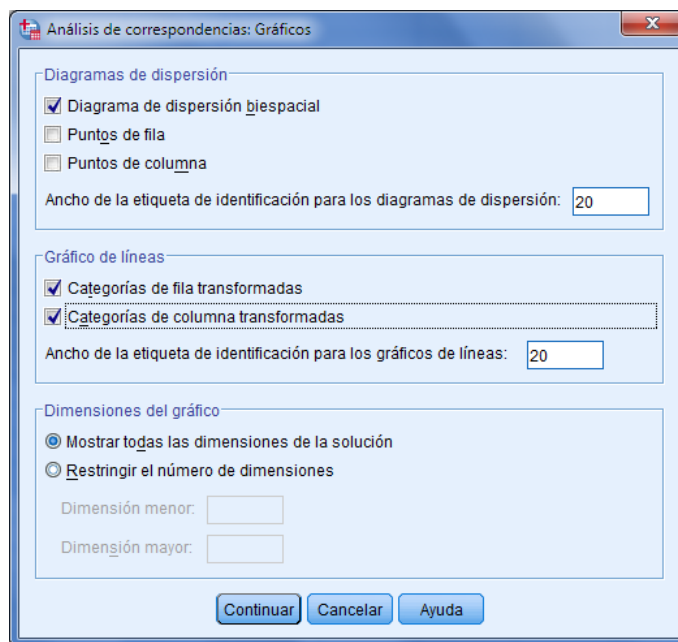 Análisis de correspondencias: Gráficos
Diagramas de dispersión
Diagrama de dispersión biespacial
Puntos de fila
Puntos de columna
Ancho de la etiqueta de identificación para los diagramas de dispersión: 20
Gráfico de líneas
Categorías de fila transformadas
Categorías de columna transformadas
Ancho de la etiqueta de identificación para los gráficos de líneas: 20
Dimensiones del gráfico
Mostrar todas las dimensiones de la solución
Restringir el número de dimensiones
Dimensión menor:
Dimensión mayor:
Continuar Cancelar Ayuda